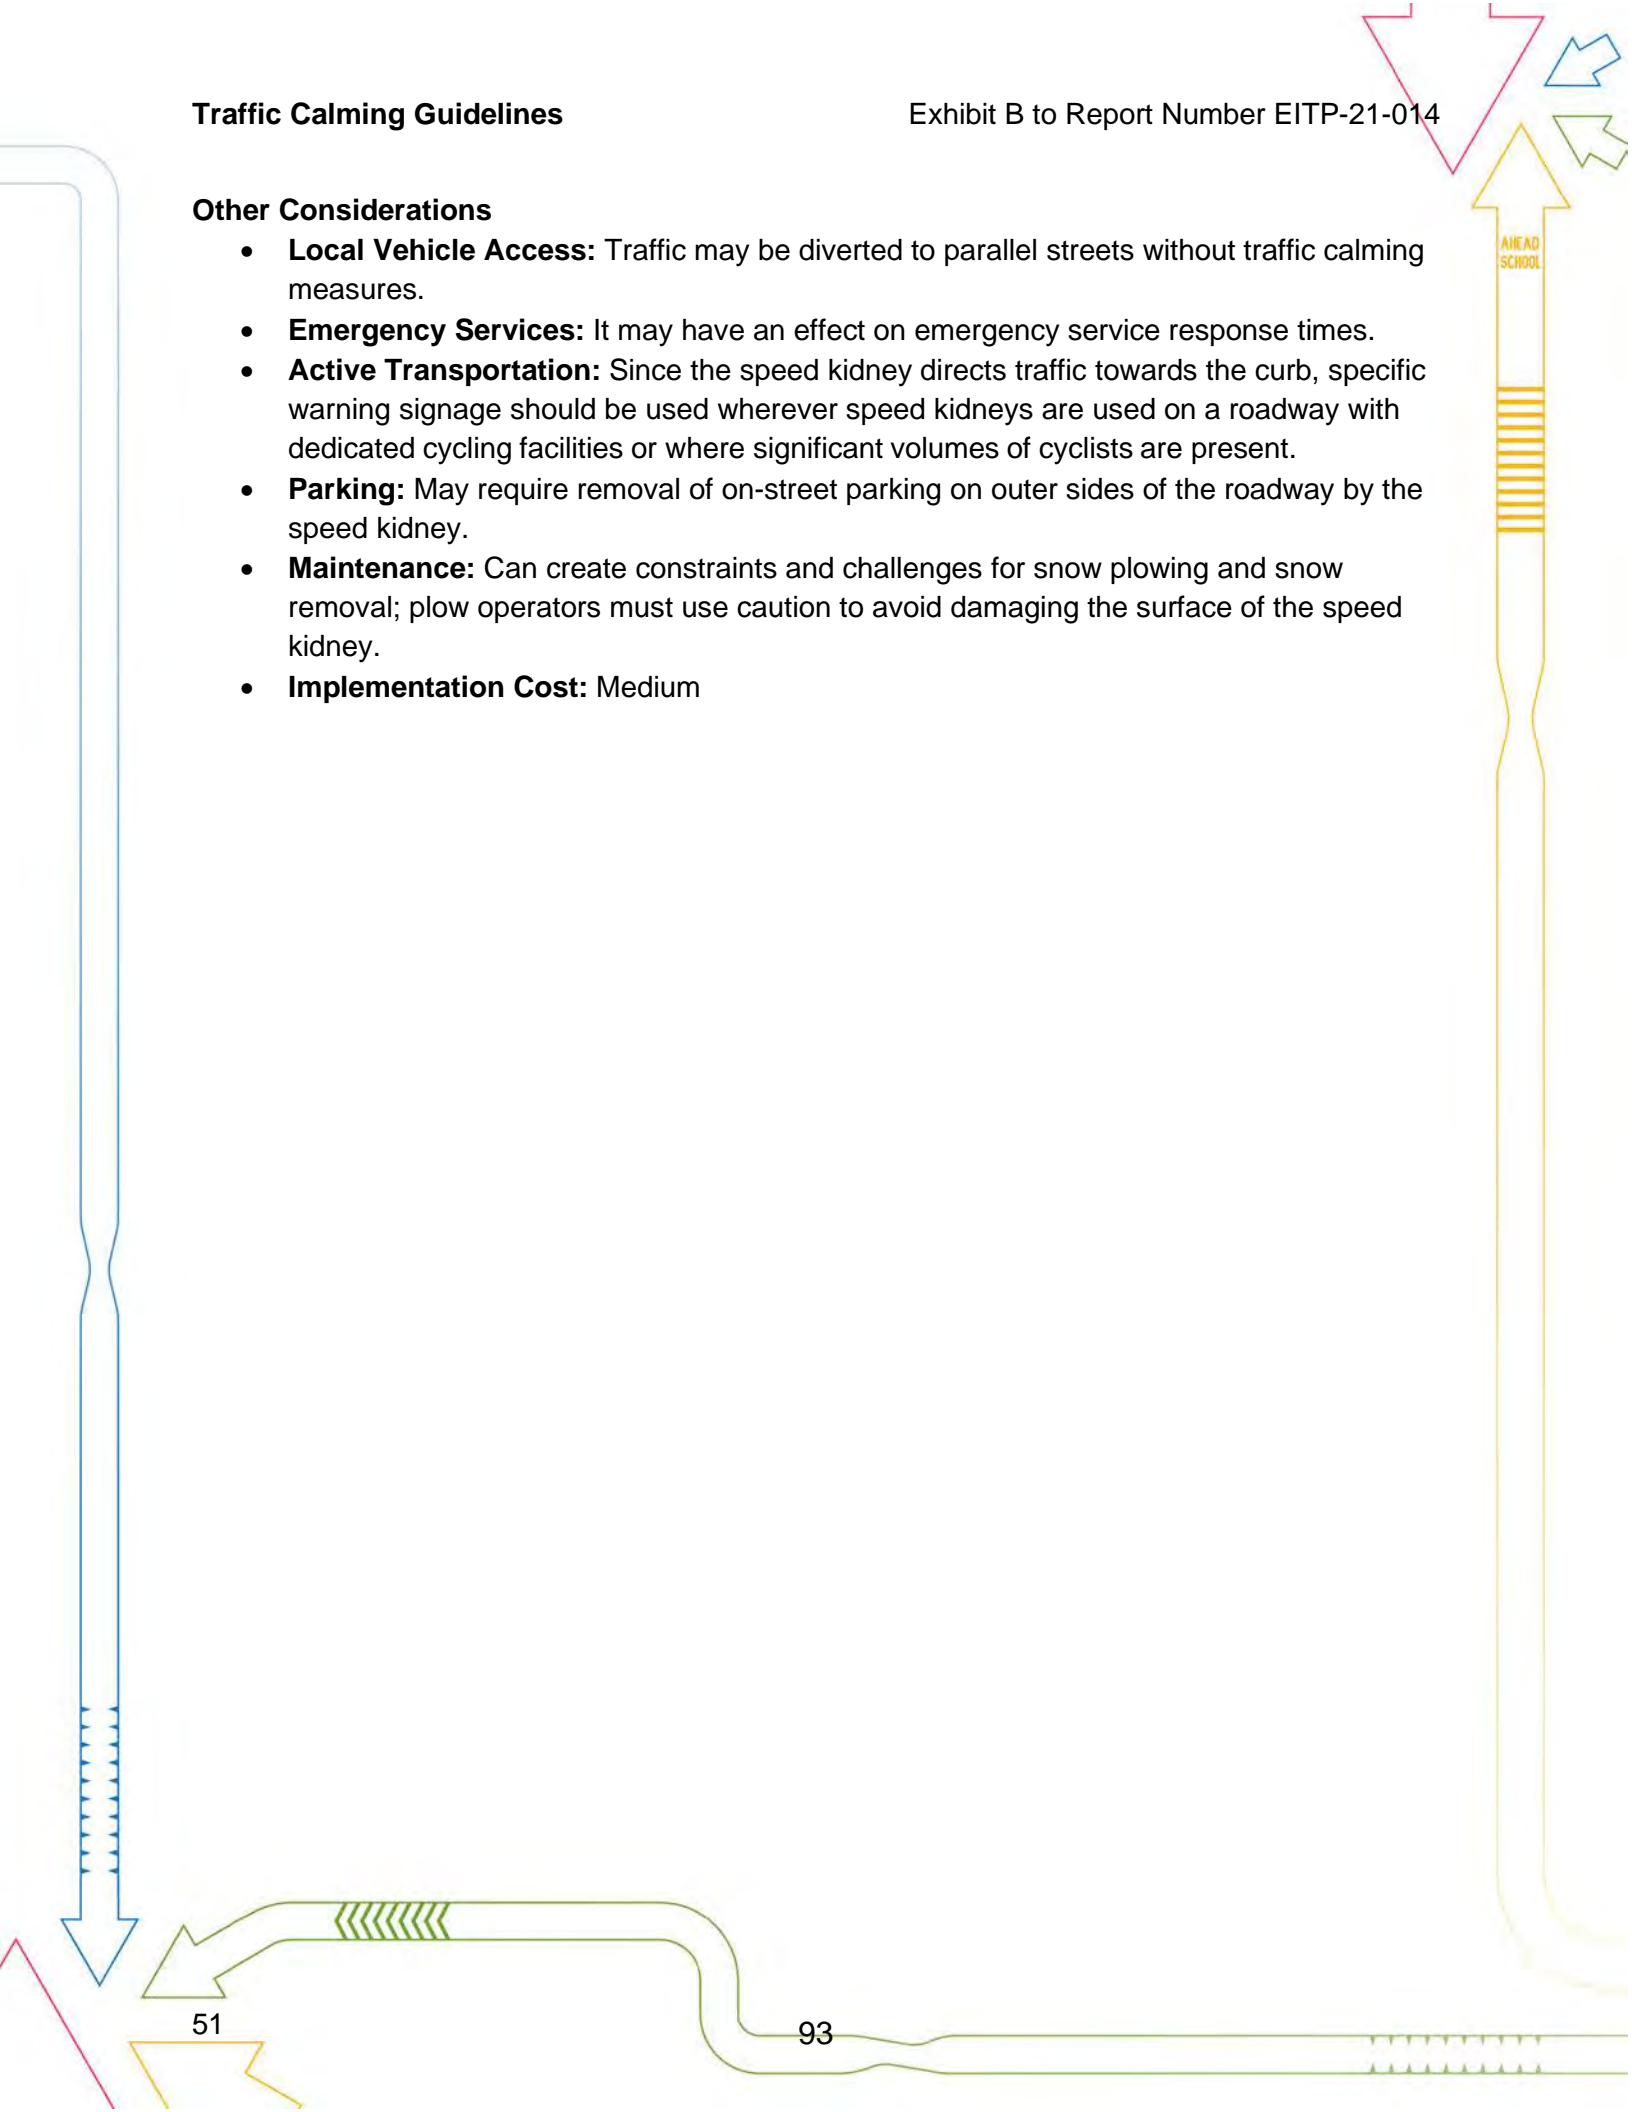 Traffic Calming Guidelines Exhibit B to Report Number EITP-21-014
Other Considerations
• Local Vehicle Access: Traffic may be diverted to parallel streets without traffic calming
measures.
• Emergency Services: It may have an effect on emergency service response times.
• Active Transportation: Since the speed kidney directs traffic towards the curb, specific
warning signage should be used wherever speed kidneys are used on a roadway with
dedicated cycling facilities or where significant volumes of cyclists are present.
• Parking: May require removal of on-street parking on outer sides of the roadway by the
speed kidney.
• Maintenance: Can create constraints and challenges for snow plowing and snow
removal; plow operators must use caution to avoid damaging the surface of the speed
kidney.
• Implementation Cost: Medium
AHEAD
SCHOOL
51
93